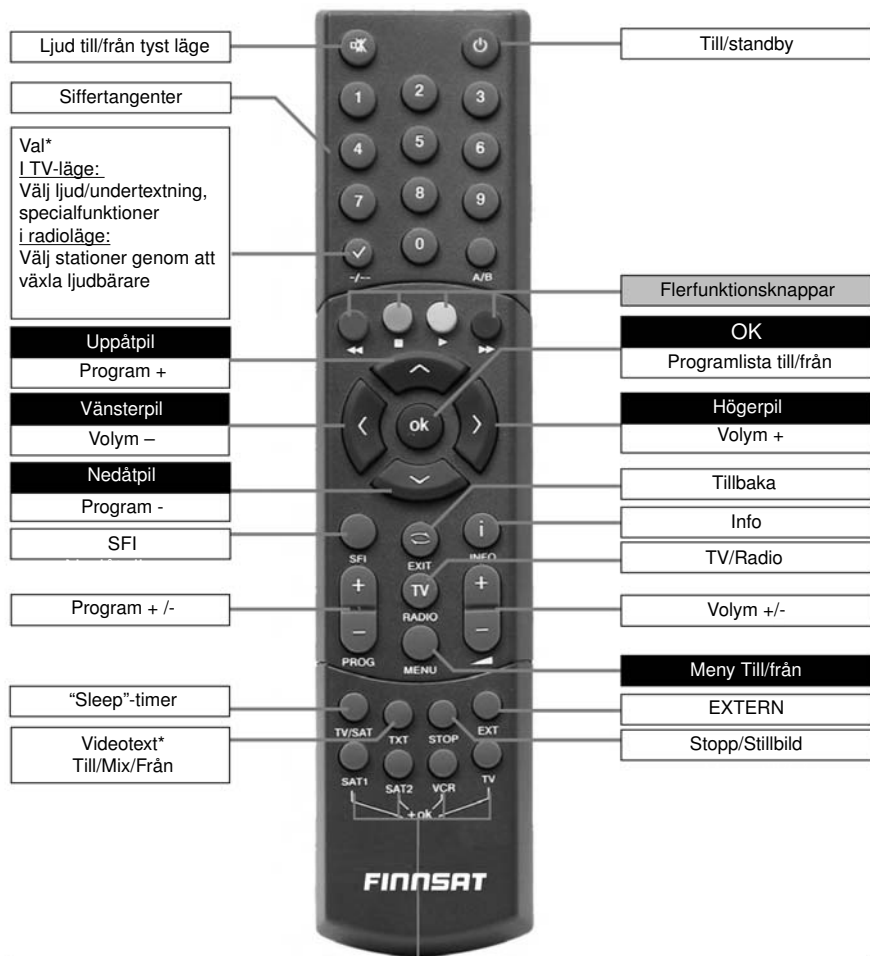 Ljud till/från tyst läge
Till/standby
Siffertangenter
Val*
I TV-läge:
Välj ljud/undertextning,
specialfunktioner
i radioläge:
Välj stationer genom att
växla ljudbärare
Flerfunktionsknappar
OK
Programlista till/från
Uppåtpil
Program +
Vänsterpil
Volym –
Högerpil
Volym +
Nedåtpil
Program -
Tillbaka
SFI
Info
TV/Radio
Program + /-
Volym +/-
Meny Till/från
"Sleep"-timer
EXTERN
Videotext*
Till/Mix/Från
Stopp/Stillbild
1 2 3
4 5 6
7 8 9
0
-/-- A/B
ok
i
SFI EXIT INFO
+ TV +
RADIO
– –
PROG MENU
TV/SAT TXT STOP EXT
SAT1 SAT2 VCR TV
+ok
FINNSAT